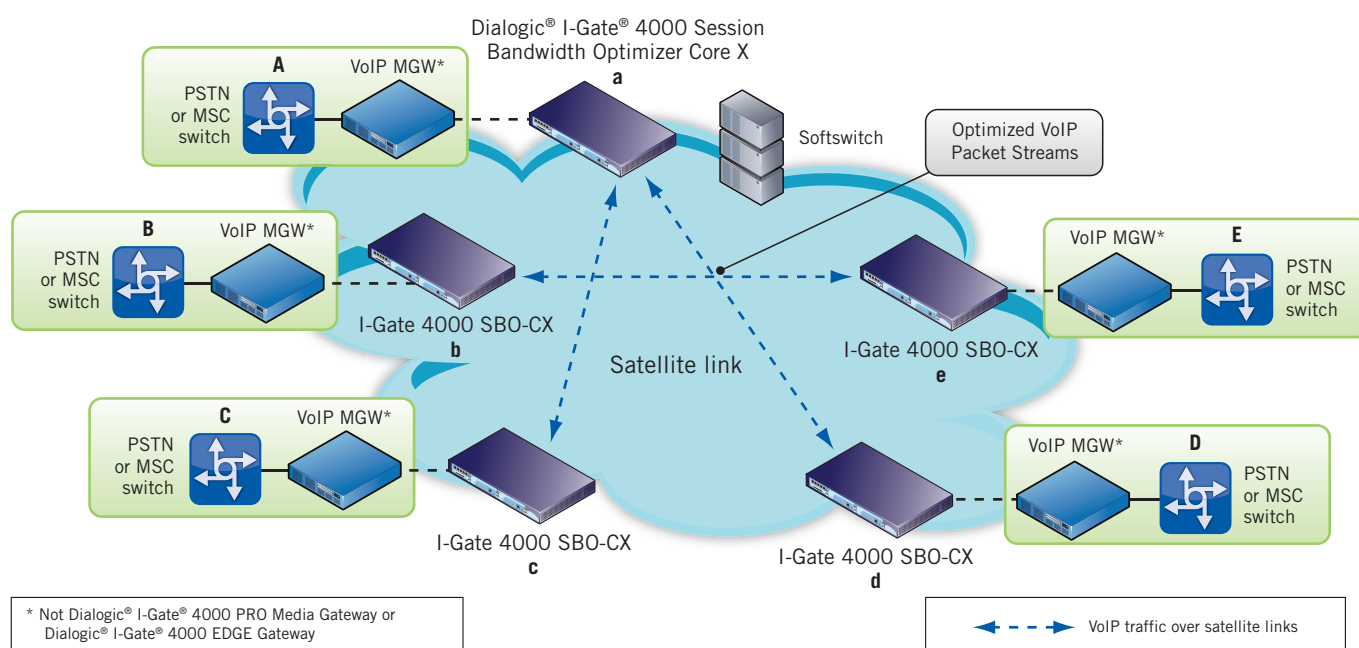 Dialogic® I-Gate® 4000 Session
Bandwidth Optimizer Core X
a
A
VoIP MGW*
PSTN
or MSC
switch
Softswitch
Optimized VoIP
Packet Streams
B
VoIP MGW*
PSTN
or MSC
switch
I-Gate 4000 SBO-CX
b
VoIP MGW*
E
PSTN
or MSC
switch
I-Gate 4000 SBO-CX
e
Satellite link
C
VoIP MGW*
PSTN
or MSC
switch
I-Gate 4000 SBO-CX
c
VoIP MGW*
D
PSTN
or MSC
switch
I-Gate 4000 SBO-CX
d
* Not Dialogic® I-Gate® 4000 PRO Media Gateway or
Dialogic® I-Gate® 4000 EDGE Gateway
VoIP traffic over satellite links